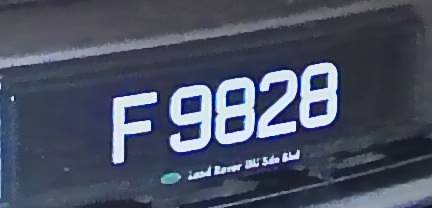 F 9828
Land Rover (M) Sdn Bhd